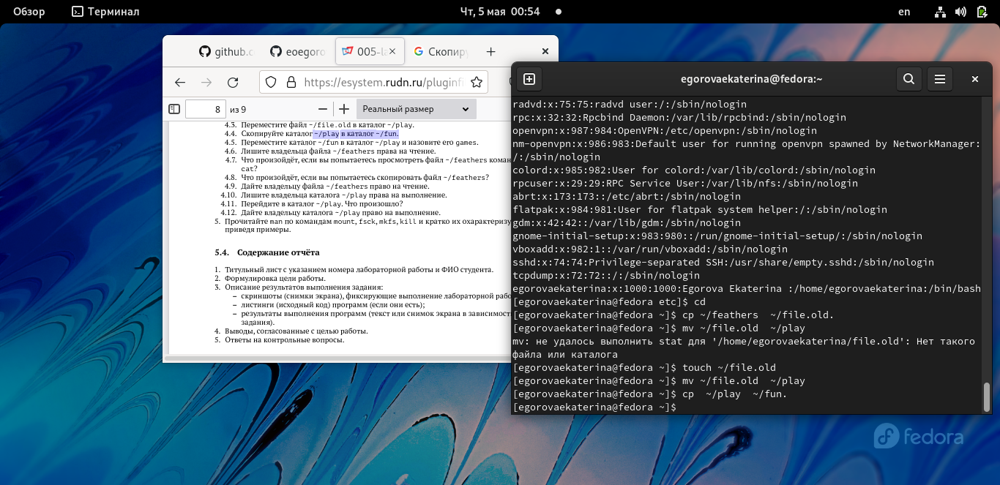 Обзор
Терминал
Чт, 5 мая 00:54
en
github.c
eoegoro
005-la
Скопиру
https://esystem.rudn.ru/pluginfi
8 из 9
Реальный размер
4.3. Переместите файл ~/file.old в каталог ~/play.
4.4. Скопируйте каталог ~/play в каталог ~/fun.
4.5. Переместите каталог ~/fun в каталог ~/play и назовите его games.
4.6. Лишите владельца файла ~/feathers права на чтение.
4.7. Что произойдёт, если вы попытаетесь просмотреть файл ~/feathers коман
cat?
4.8. Что произойдёт, если вы попытаетесь скопировать файл ~/feathers?
4.9. Дайте владельцу файла ~/feathers право на чтение.
4.10. Лишите владельца каталога ~/play права на выполнение.
4.11. Перейдите в каталог ~/play. Что произошло?
4.12. Дайте владельцу каталога ~/play право на выполнение.
5. Прочитайте man по командам mount, fsck, mkfs, kill и кратко их охарактеризу
приведя примеры.
5.4. Содержание отчёта
1. Титульный лист с указанием номера лабораторной работы и ФИО студента.
2. Формулировка цели работы.
3. Описание результатов выполнения задания:
– скриншоты (снимки экрана), фиксирующие выполнение лабораторной рабо
– листинги (исходный код) программ (если они есть);
– результаты выполнения программ (текст или снимок экрана в зависимост
задания).
4. Выводы, согласованные с целью работы.
5. Ответы на контрольные вопросы.
egorovaekaterina@fedora:~
radvd:x:75:75:radvd user:/:/sbin/nologin
rpc:x:32:32:Rpcbind Daemon:/var/lib/rpcbind:/sbin/nologin
openvpn:x:987:984:OpenVPN:/etc/openvpn:/sbin/nologin
nm-openvpn:x:986:983:Default user for running openvpn spawned by NetworkManager:
/:/sbin/nologin
colord:x:985:982:User for colord:/var/lib/colord:/sbin/nologin
rpcuser:x:29:29:RPC Service User:/var/lib/nfs:/sbin/nologin
abrt:x:173:173::/etc/abrt:/sbin/nologin
flatpak:x:984:981:User for flatpak system helper:/:/sbin/nologin
gdm:x:42:42::/var/lib/gdm:/sbin/nologin
gnome-initial-setup:x:983:980::/run/gnome-initial-setup/:/sbin/nologin
vboxadd:x:982:1::/var/run/vboxadd:/sbin/nologin
sshd:x:74:74:Privilege-separated SSH:/usr/share/empty.sshd:/sbin/nologin
tcpdump:x:72:72::/:/sbin/nologin
egorovaekaterina:x:1000:1000:Egorova Ekaterina :/home/egorovaekaterina:/bin/bash
[egorovaekaterina@fedora etc]$ cd
[egorovaekaterina@fedora ~]$ cp ~/feathers  ~/file.old.
[egorovaekaterina@fedora ~]$ mv ~/file.old  ~/play
mv: не удалось выполнить stat для '/home/egorovaekaterina/file.old': Нет такого
файла или каталога
[egorovaekaterina@fedora ~]$ touch ~/file.old
[egorovaekaterina@fedora ~]$ mv ~/file.old  ~/play
[egorovaekaterina@fedora ~]$ cp  ~/play  ~/fun.
[egorovaekaterina@fedora ~]$
fedora